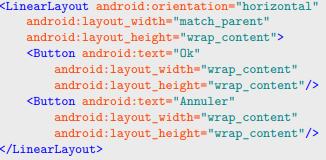 <LinearLayout android:orientation="horizontal"
        android:layout_width="match_parent"
        android:layout_height="wrap_content">
    <Button android:text="Ok"
        android:layout_width="wrap_content"
        android:layout_height="wrap_content"/>
    <Button android:text="Annuler"
        android:layout_width="wrap_content"
        android:layout_height="wrap_content"/>
</LinearLayout>